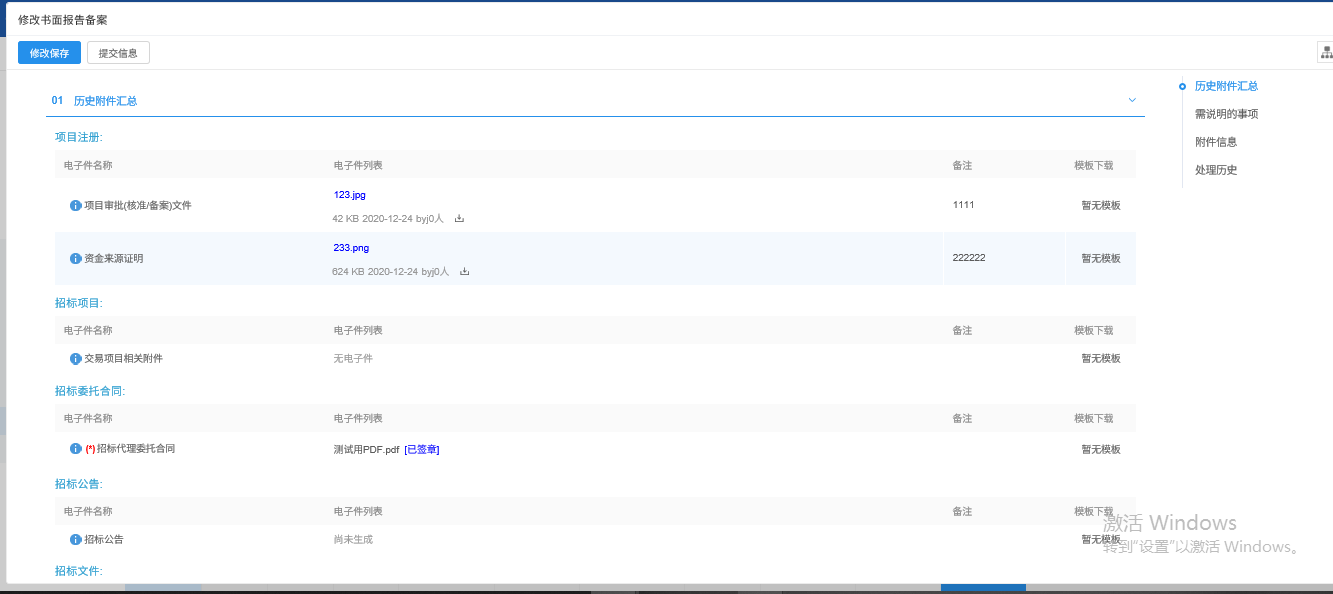 修改书面报告备案
修改保存 提交信息
01 历史附件汇总
历史附件汇总
需说明的事项
附件信息
处理历史
项目注册:
电子件名称 电子件列表 备注 模板下载
项目审批(核准/备案)文件 123.jpg 1111 暂无模板
42 KB 2020-12-24 byj0人
资金来源证明 233.png 222222 暂无模板
624 KB 2020-12-24 byj0人
招标项目:
电子件名称 电子件列表 备注 模板下载
交易项目相关附件 无电子件 暂无模板
招标委托合同:
电子件名称 电子件列表 备注 模板下载
(*)招标代理委托合同 测试用PDF.pdf [已签章] 暂无模板
招标公告:
电子件名称 电子件列表 备注 模板下载
招标公告 尚未生成 暂无模板
激活 Windows
转到"设置"以激活 Windows。
招标文件: